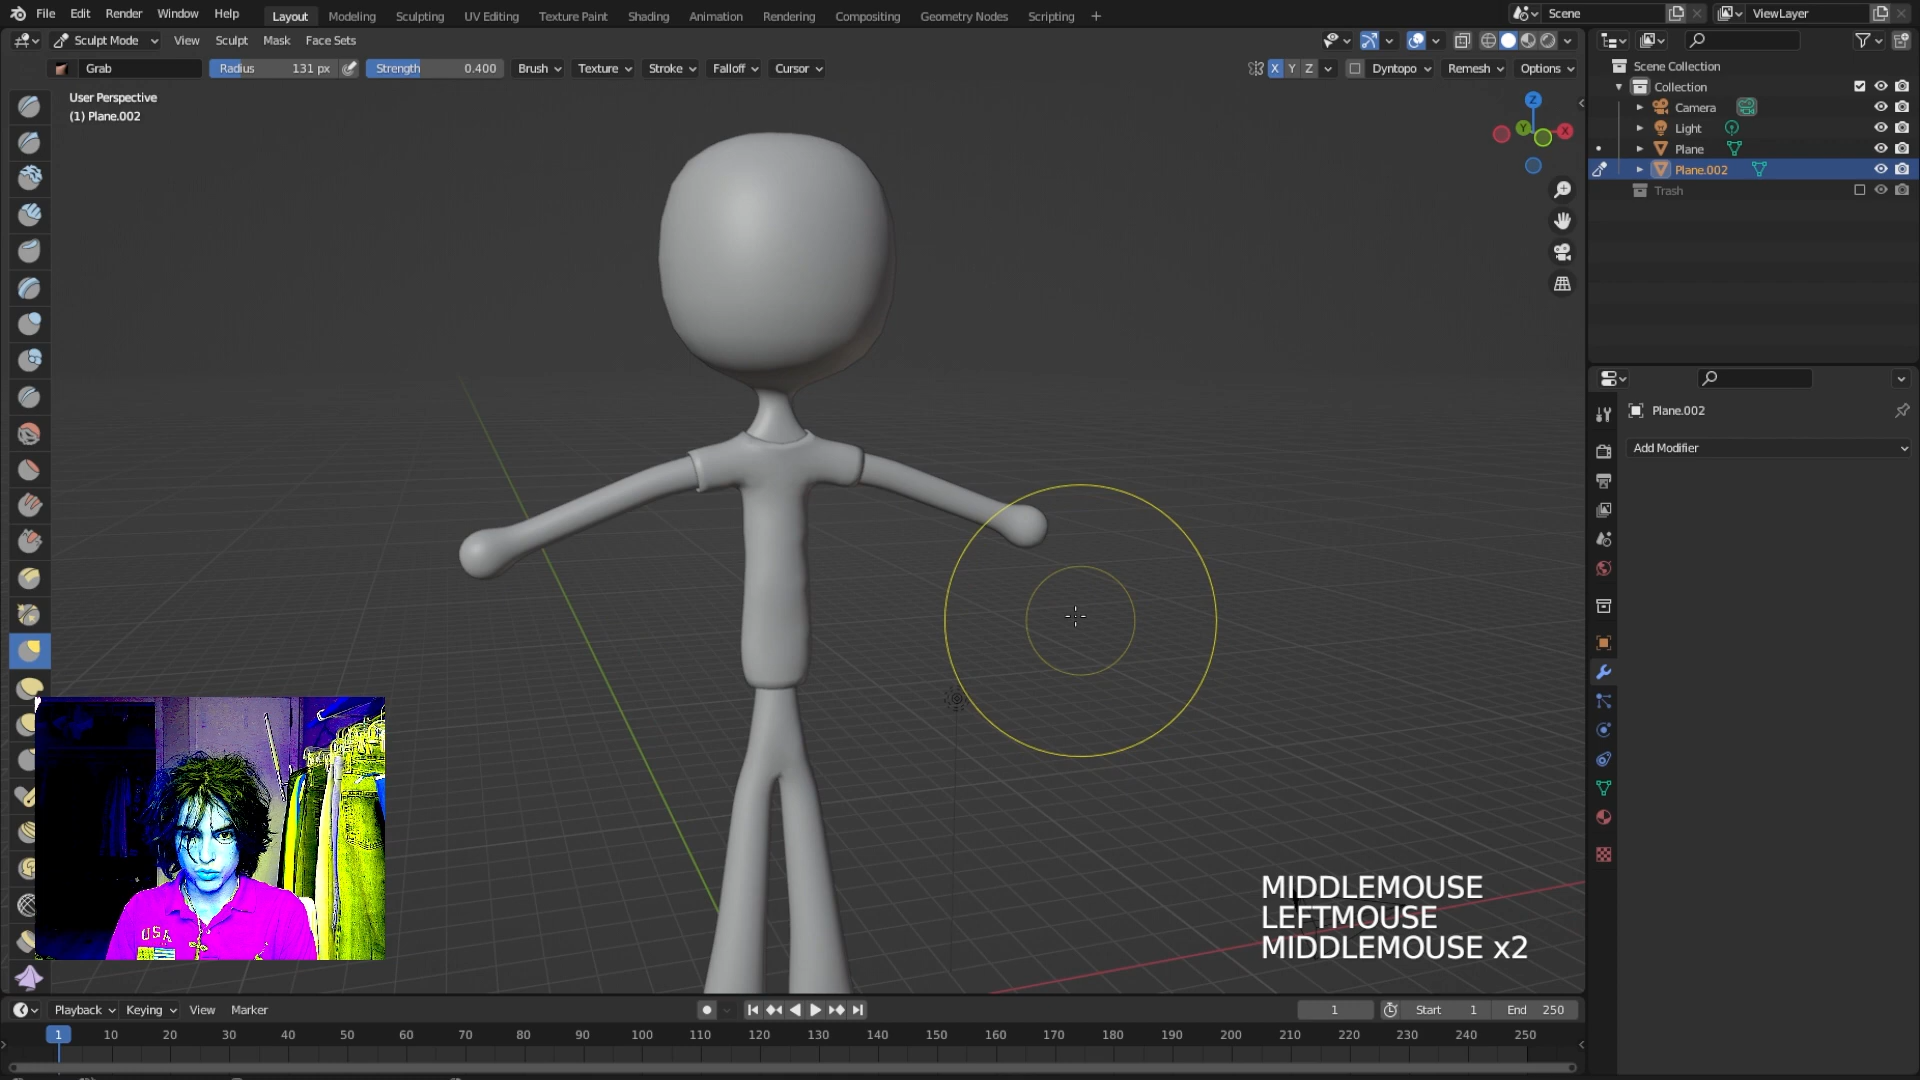 File Edit Render Window Help Layout Modeling Sculpting UV Editing Texture Paint Shading Animation Rendering Compositing Geometry Nodes Scripting + Scene ViewLayer
Sculpt Mode View Sculpt Mask Face Sets
Grab Radius 131 px Strength 0.400 Brush Texture Stroke Falloff Cursor X Y Z Dyntopo Remesh Options
User Perspective
(1) Plane.002
Z
Y
X
Scene Collection
Collection
Camera
Light
Plane
Plane.002
Trash
Plane.002
Add Modifier
USA
MIDDLEMOUSE
LEFTMOUSE
MIDDLEMOUSE x2
Playback Keying View Marker 1 Start 1 End 250
1 10 20 30 40 50 60 70 80 90 100 110 120 130 140 150 160 170 180 190 200 210 220 230 240 250